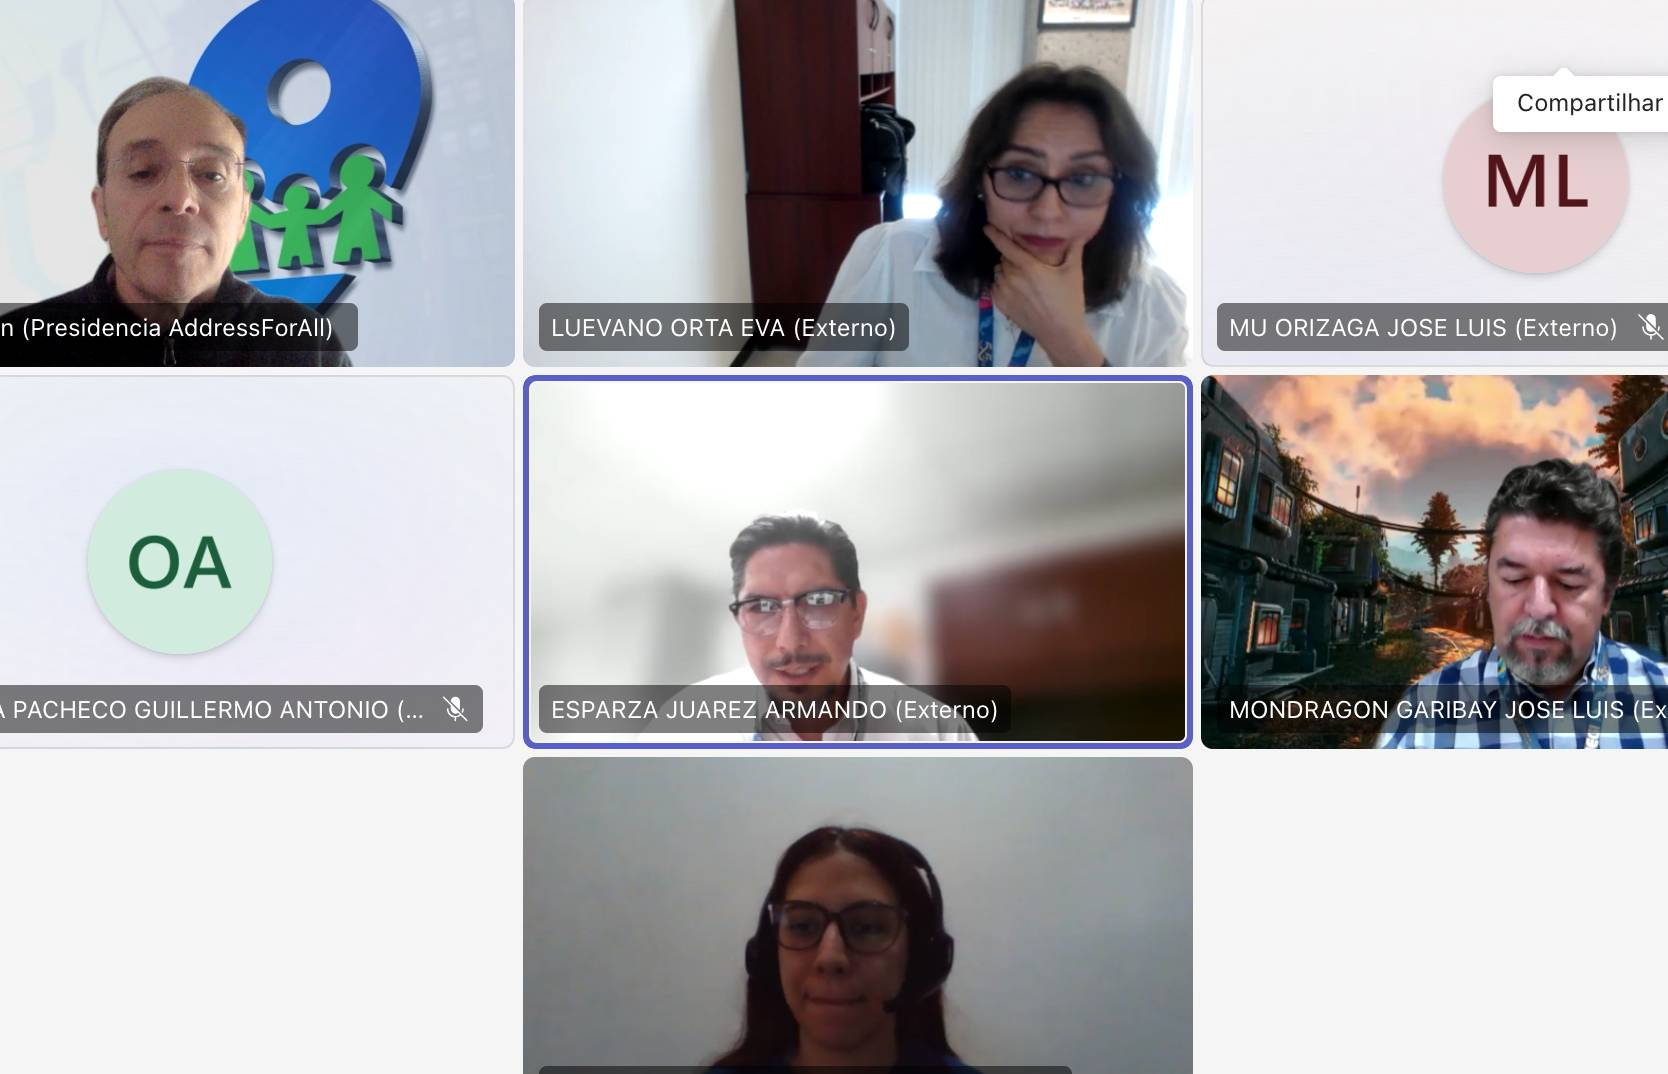 Compartilhar
ML
n (Presidencia AddressForAll)
LUEVANO ORTA EVA (Externo)
MU ORIZAGA JOSE LUIS (Externo)
OA
A PACHECO GUILLERMO ANTONIO (...
ESPARZA JUAREZ ARMANDO (Externo)
MONDRAGON GARIBAY JOSE LUIS (Ex